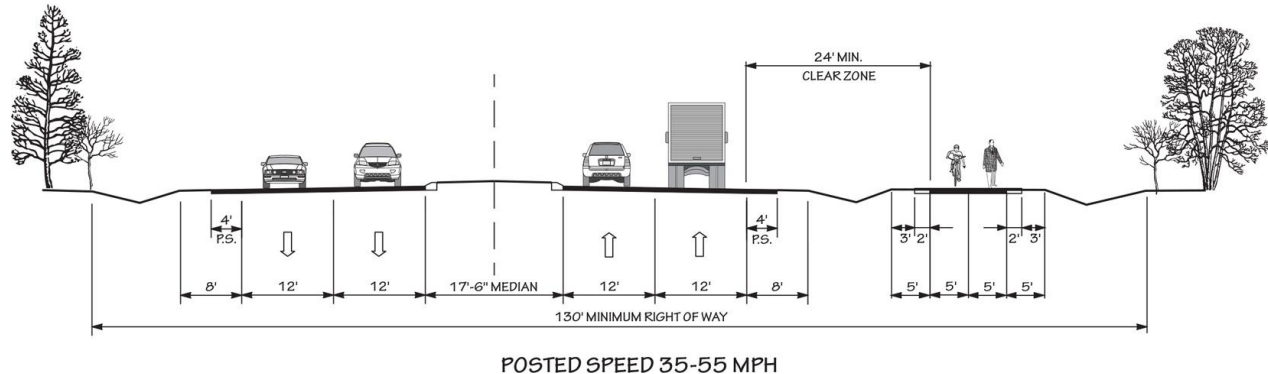 24' MIN.
CLEAR ZONE
4'
P.S.
4'
P.S.
3' 2'
2' 3'
8'
12'
12'
17'-6" MEDIAN
12'
12'
8'
5'
5'
5'
5'
130' MINIMUM RIGHT OF WAY
POSTED SPEED 35-55 MPH